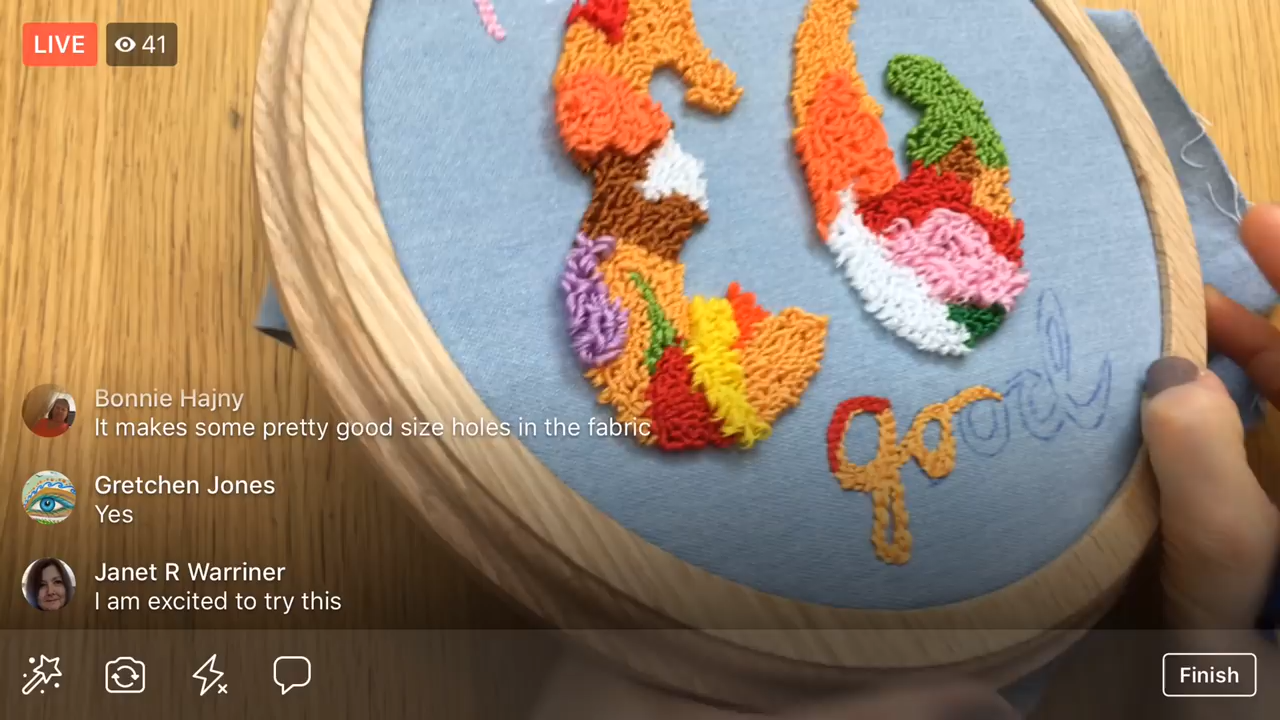 LIVE 41
Bonnie Hajny
It makes some pretty good size holes in the fabric
Gretchen Jones
Yes
Janet R Warriner
I am excited to try this
good
Finish